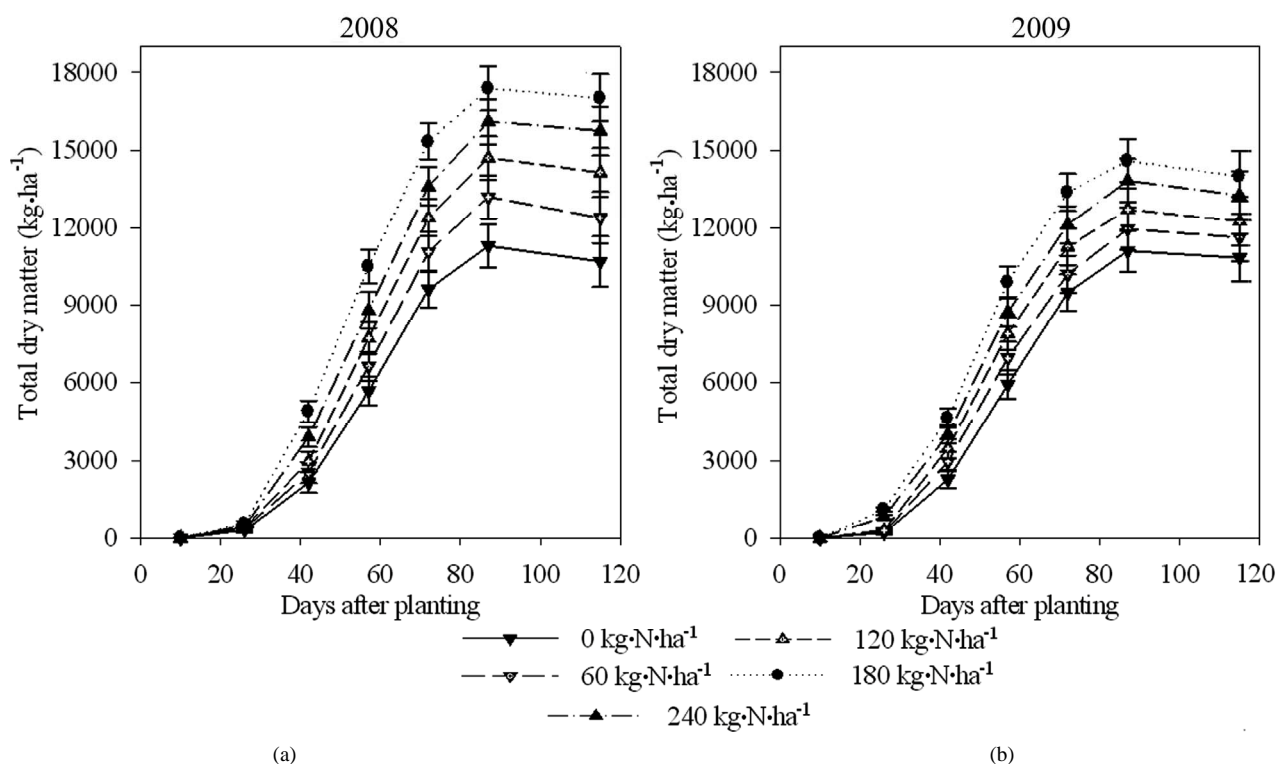 2008
2009
18000
15000
12000
9000
6000
3000
0
Total dry matter (kg·ha⁻¹)
0 20 40 60 80 100 120
Days after planting
18000
15000
12000
9000
6000
3000
0
Total dry matter (kg·ha⁻¹)
0 20 40 60 80 100 120
Days after planting
0 kg·N·ha⁻¹
120 kg·N·ha⁻¹
60 kg·N·ha⁻¹
180 kg·N·ha⁻¹
240 kg·N·ha⁻¹
(a)
(b)